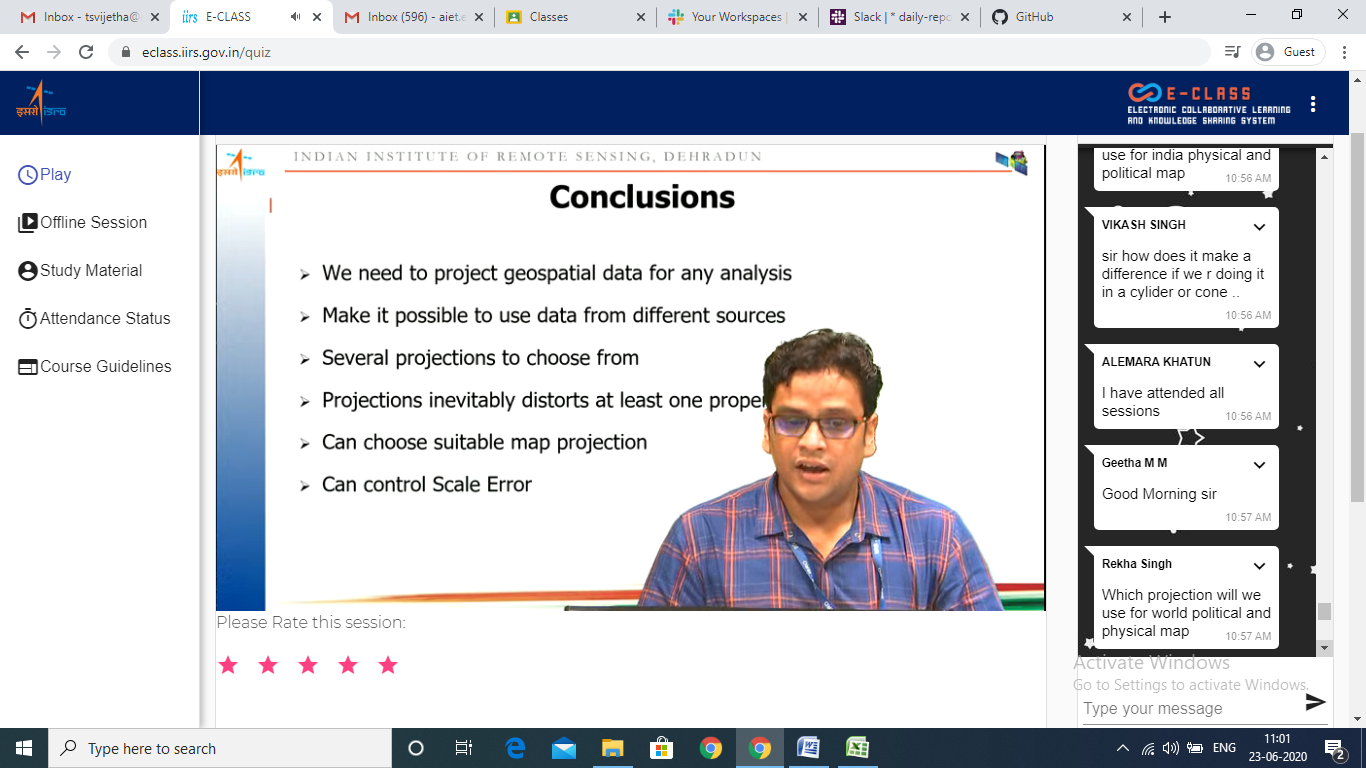 Inbox - tsvijetha@
iirs E-CLASS
Inbox (596) - aiet.e
Classes
Your Workspaces |
Slack | * daily-repo
GitHub
eclass.iirs.gov.in/quiz
Guest
इसरो isro
E-CLASS
ELECTRONIC COLLABORATIVE LEARNING
AND KNOWLEDGE SHARING SYSTEM
Play
Offline Session
Study Material
Attendance Status
Course Guidelines
इसरो isro
INDIAN INSTITUTE OF REMOTE SENSING, DEHRADUN
Conclusions
➢ We need to project geospatial data for any analysis
➢ Make it possible to use data from different sources
➢ Several projections to choose from
➢ Projections inevitably distorts at least one proper
➢ Can choose suitable map projection
➢ Can control Scale Error
Please Rate this session:
use for india physical and
political map
10:56 AM
VIKASH SINGH
sir how does it make a
difference if we r doing it
in a cylider or cone ..
10:56 AM
ALEMARA KHATUN
I have attended all
sessions
10:56 AM
Geetha M M
Good Morning sir
10:57 AM
Rekha Singh
Which projection will we
use for world political and
physical map
10:57 AM
Activate Windows
Go to Settings to activate Windows.
Type your message
Type here to search
ENG
11:01
23-06-2020
2